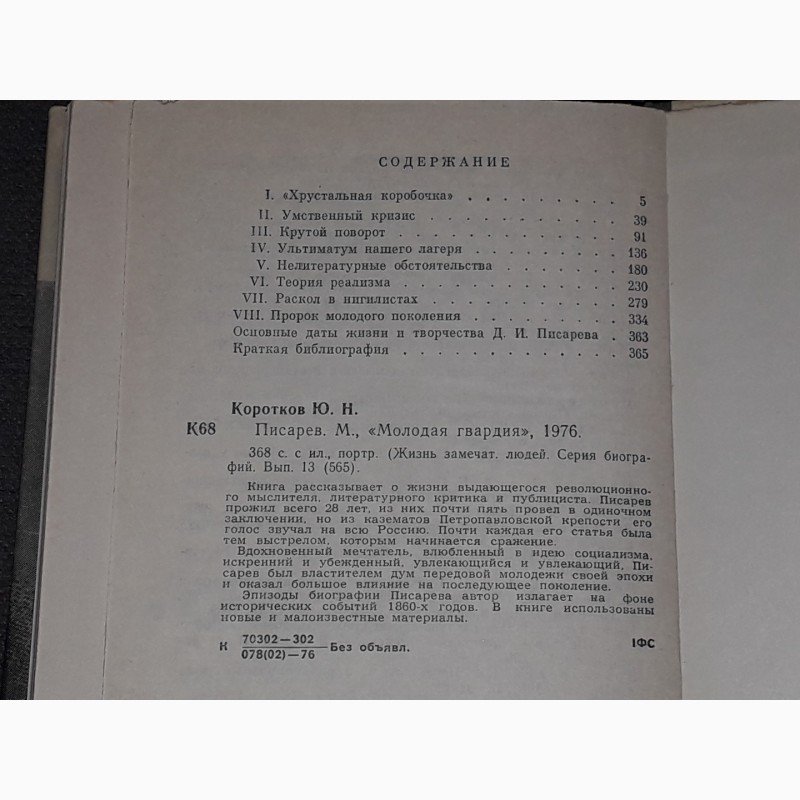 СОДЕРЖАНИЕ
I. «Хрустальная коробочка» . . . . . . . . . 5
II. Умственный кризис . . . . . . . . . . . 39
III. Крутой поворот . . . . . . . . . . . . . 91
IV. Ультиматум нашего лагеря . . . . . . . . 136
V. Нелитературные обстоятельства . . . . . . 180
VI. Теория реализма . . . . . . . . . . . . 230
VII. Раскол в нигилистах . . . . . . . . . . 279
VIII. Пророк молодого поколения . . . . . . . . 334
Основные даты жизни и творчества Д. И. Писарева . 363
Краткая библиография . . . . . . . . . . . . 365
Коротков Ю. Н.
К68 Писарев. М., «Молодая гвардия», 1976.
368 с. с ил., портр. (Жизнь замечат. людей. Серия биогра-
фий. Вып. 13 (565).
Книга рассказывает о жизни выдающегося революционно-
го мыслителя, литературного критика и публициста. Писарев
прожил всего 28 лет, из них почти пять провел в одиночном
заключении, но из казематов Петропавловской крепости его
голос звучал на всю Россию. Почти каждая его статья была
тем выстрелом, которым начинается сражение.
Вдохновенный мечтатель, влюбленный в идею социализма,
искренний и убежденный, увлекающийся и увлекающий, Пи-
сарев был властителем дум передовой молодежи своей эпохи
и оказал большое влияние на последующее поколение.
Эпизоды биографии Писарева автор излагает на фоне
исторических событий 1860-х годов. В книге использованы
новые и малоизвестные материалы.
70302—302
К Без объявл. 1ФС
078(02)—76